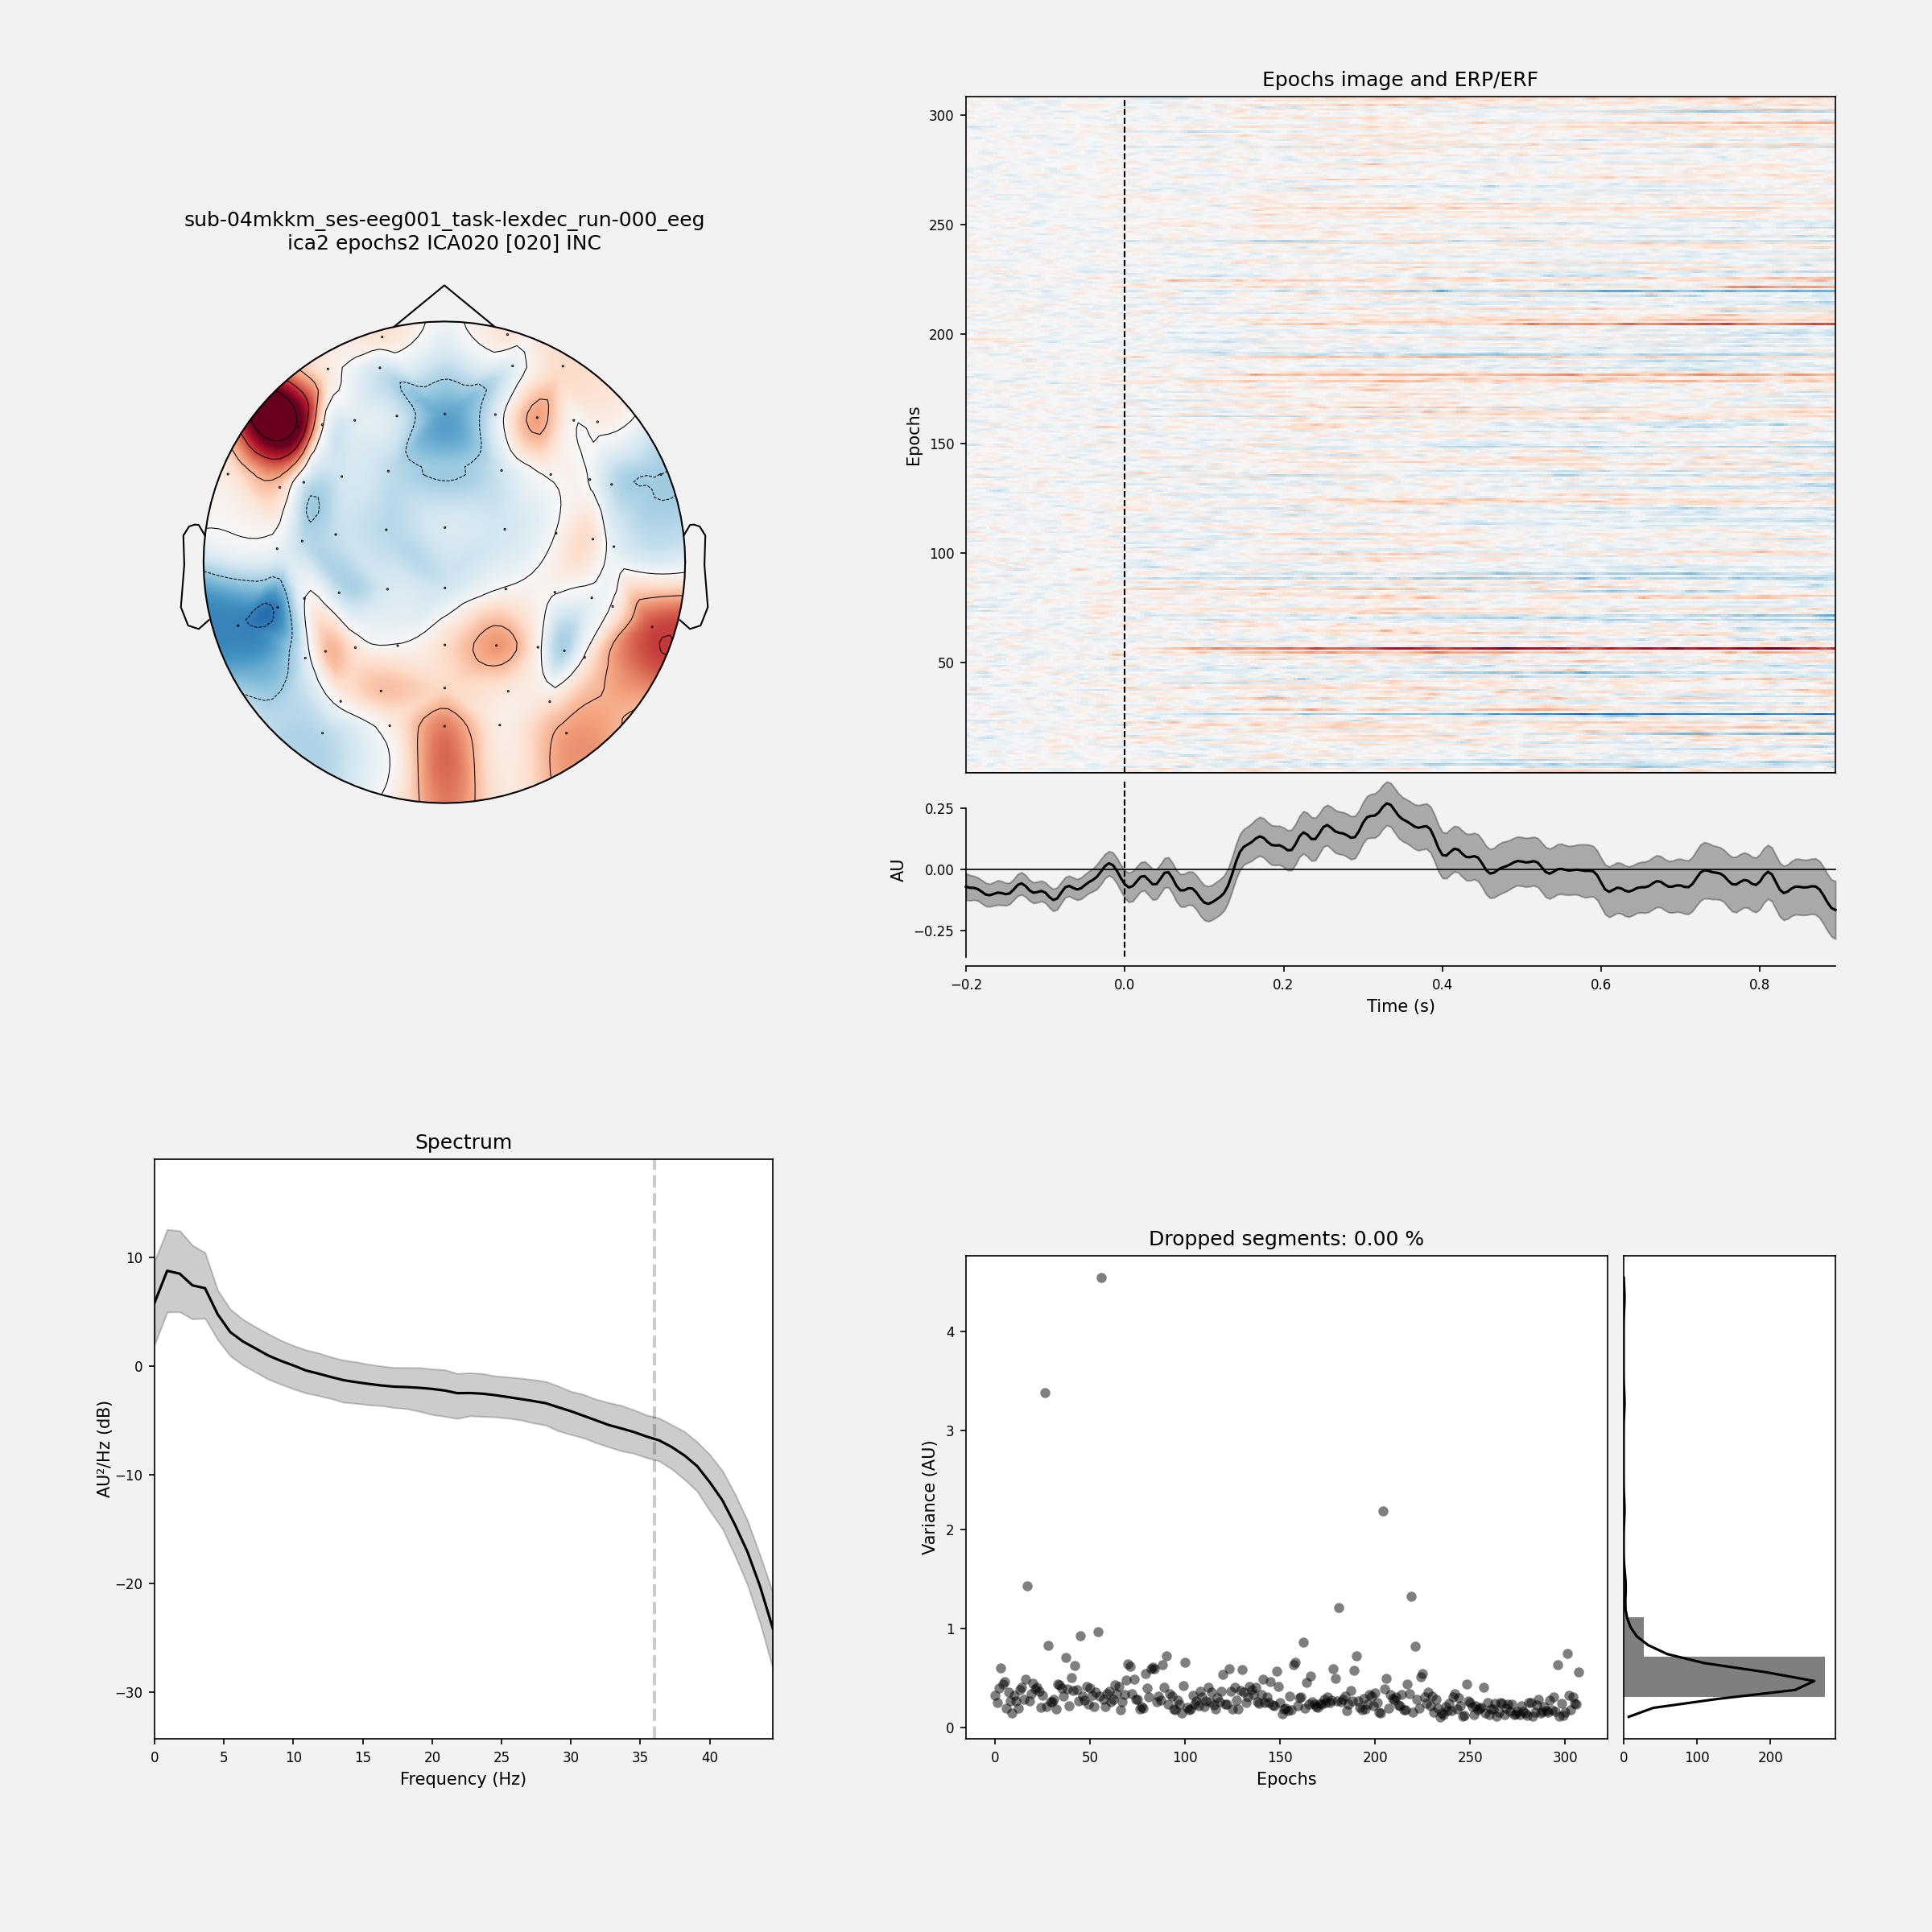 sub-04mkkm_ses-eeg001_task-lexdec_run-000_eeg
ica2 epochs2 ICA020 [020] INC
Epochs image and ERP/ERF
300
250
200
150
100
50
Epochs
0.25
0.00
−0.25
AU
−0.2 0.0 0.2 0.4 0.6 0.8
Time (s)
Spectrum
10
0
−10
−20
−30
AU²/Hz (dB)
0 5 10 15 20 25 30 35 40
Frequency (Hz)
Dropped segments: 0.00 %
4
3
2
1
0
Variance (AU)
0 50 100 150 200 250 300
Epochs
0 100 200